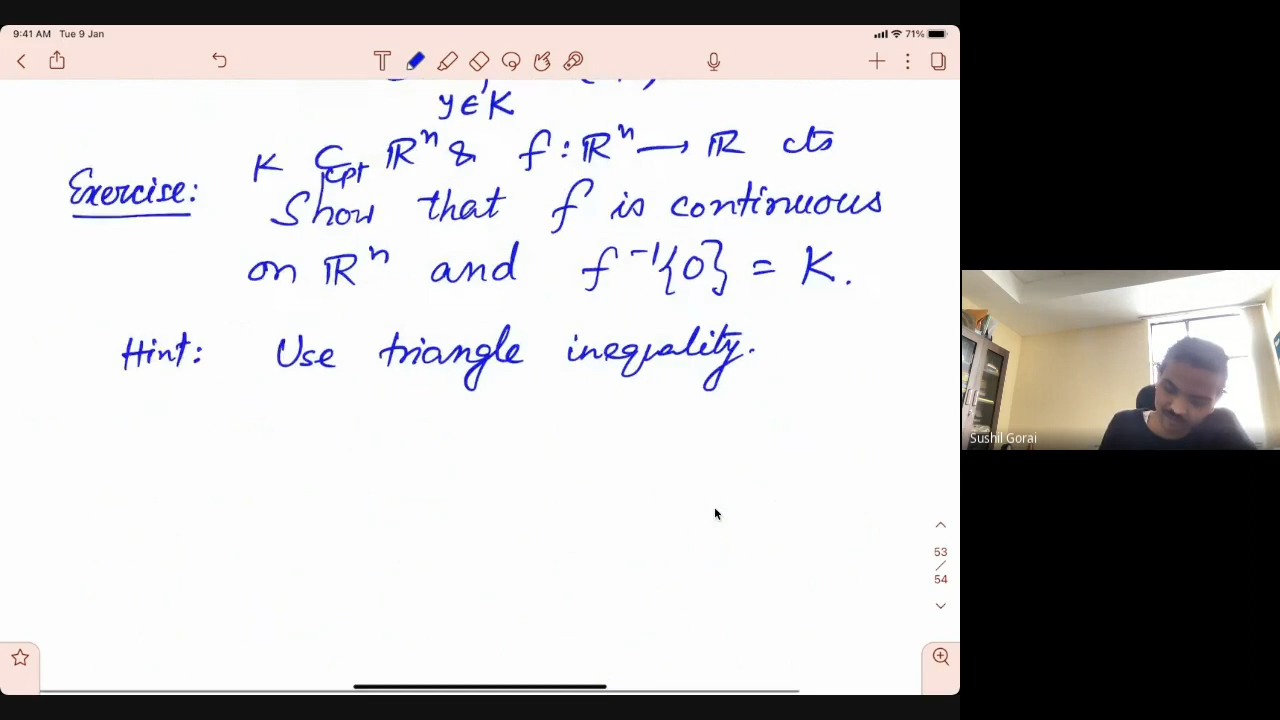 9:41 AM Tue 9 Jan
71%
y ∈ K
K ⊂ ℝⁿ & f : ℝⁿ → ℝ cts
cpt
Exercise:
Show that f is continuous
on ℝⁿ and f⁻¹{0} = K.
Hint: Use triangle inequality.
Sushil Gorai
53
/
54